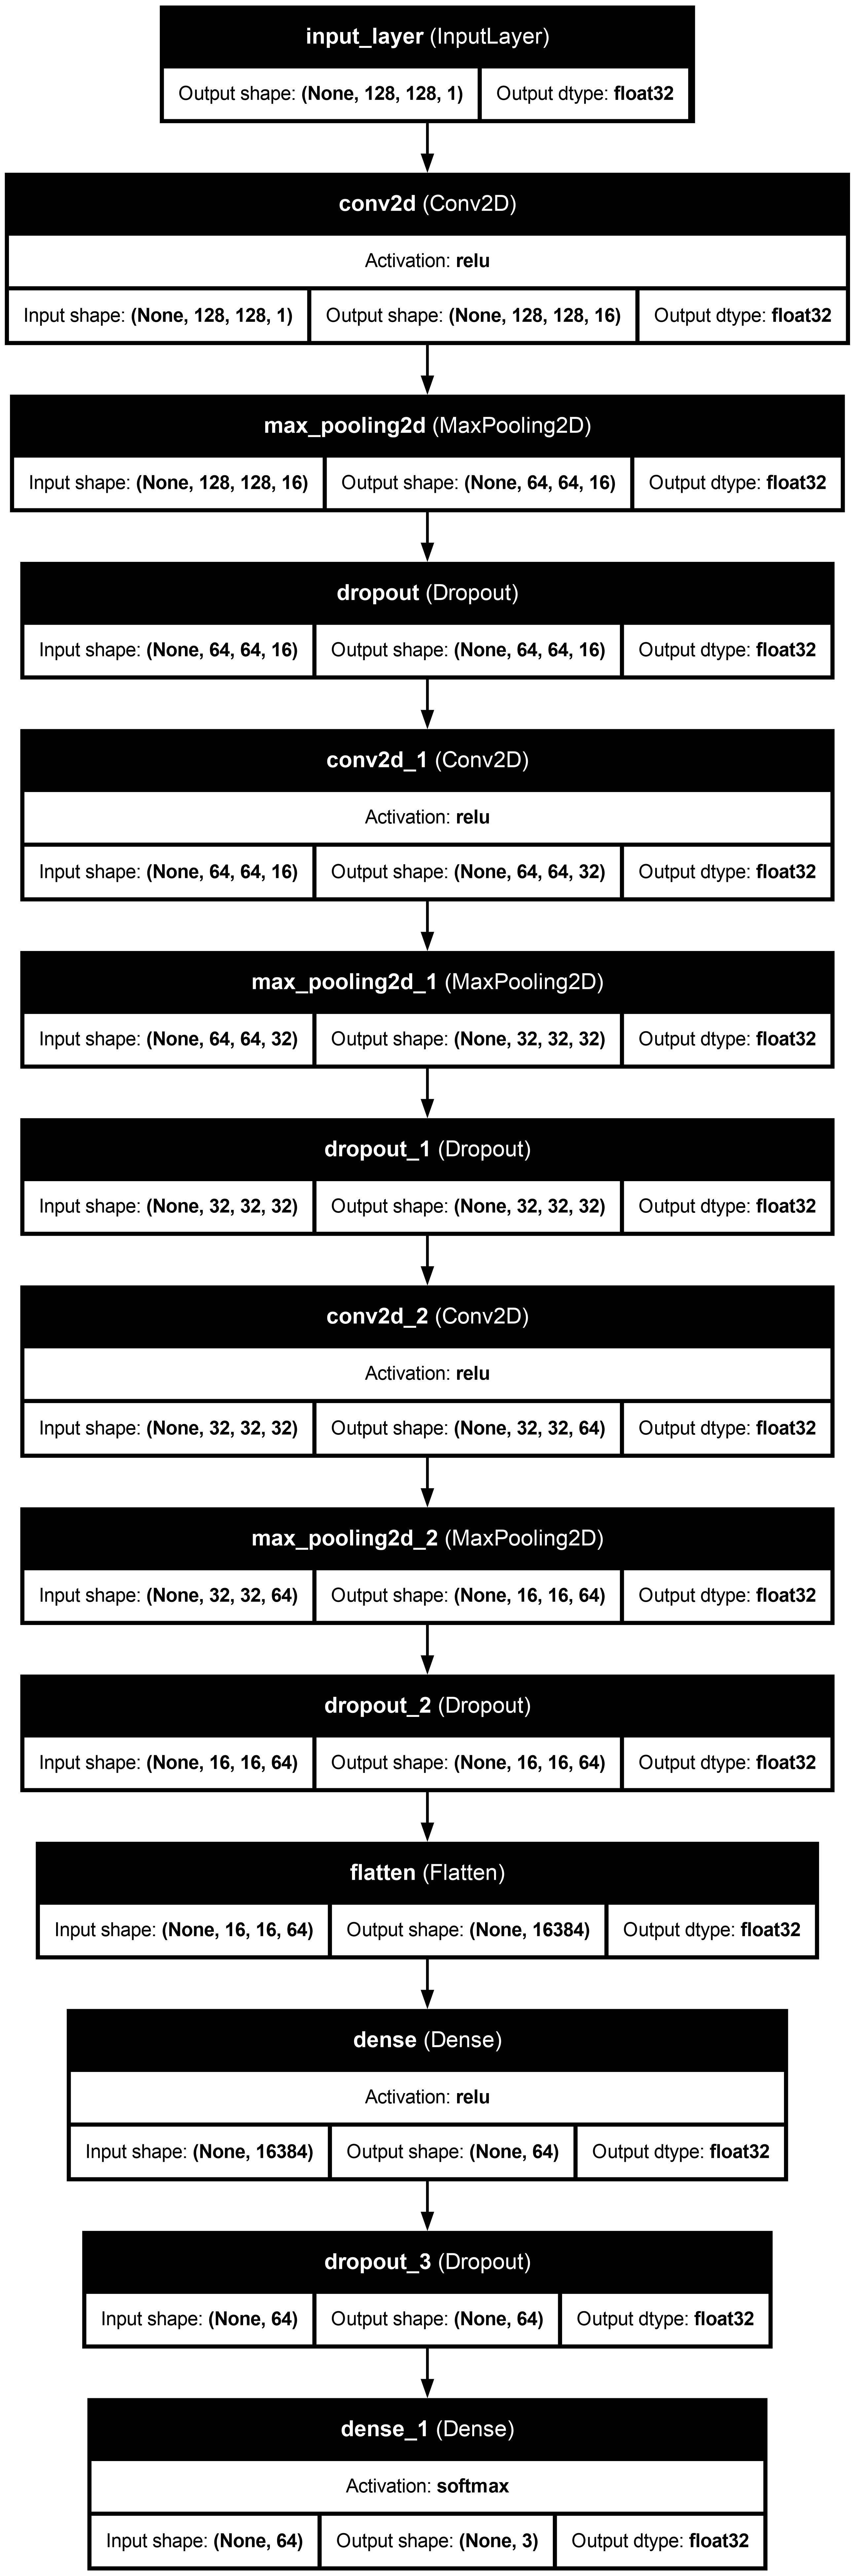 input_layer (InputLayer)
Output shape: (None, 128, 128, 1) Output dtype: float32
conv2d (Conv2D)
Activation: relu
Input shape: (None, 128, 128, 1) Output shape: (None, 128, 128, 16) Output dtype: float32
max_pooling2d (MaxPooling2D)
Input shape: (None, 128, 128, 16) Output shape: (None, 64, 64, 16) Output dtype: float32
dropout (Dropout)
Input shape: (None, 64, 64, 16) Output shape: (None, 64, 64, 16) Output dtype: float32
conv2d_1 (Conv2D)
Activation: relu
Input shape: (None, 64, 64, 16) Output shape: (None, 64, 64, 32) Output dtype: float32
max_pooling2d_1 (MaxPooling2D)
Input shape: (None, 64, 64, 32) Output shape: (None, 32, 32, 32) Output dtype: float32
dropout_1 (Dropout)
Input shape: (None, 32, 32, 32) Output shape: (None, 32, 32, 32) Output dtype: float32
conv2d_2 (Conv2D)
Activation: relu
Input shape: (None, 32, 32, 32) Output shape: (None, 32, 32, 64) Output dtype: float32
max_pooling2d_2 (MaxPooling2D)
Input shape: (None, 32, 32, 64) Output shape: (None, 16, 16, 64) Output dtype: float32
dropout_2 (Dropout)
Input shape: (None, 16, 16, 64) Output shape: (None, 16, 16, 64) Output dtype: float32
flatten (Flatten)
Input shape: (None, 16, 16, 64) Output shape: (None, 16384) Output dtype: float32
dense (Dense)
Activation: relu
Input shape: (None, 16384) Output shape: (None, 64) Output dtype: float32
dropout_3 (Dropout)
Input shape: (None, 64) Output shape: (None, 64) Output dtype: float32
dense_1 (Dense)
Activation: softmax
Input shape: (None, 64) Output shape: (None, 3) Output dtype: float32